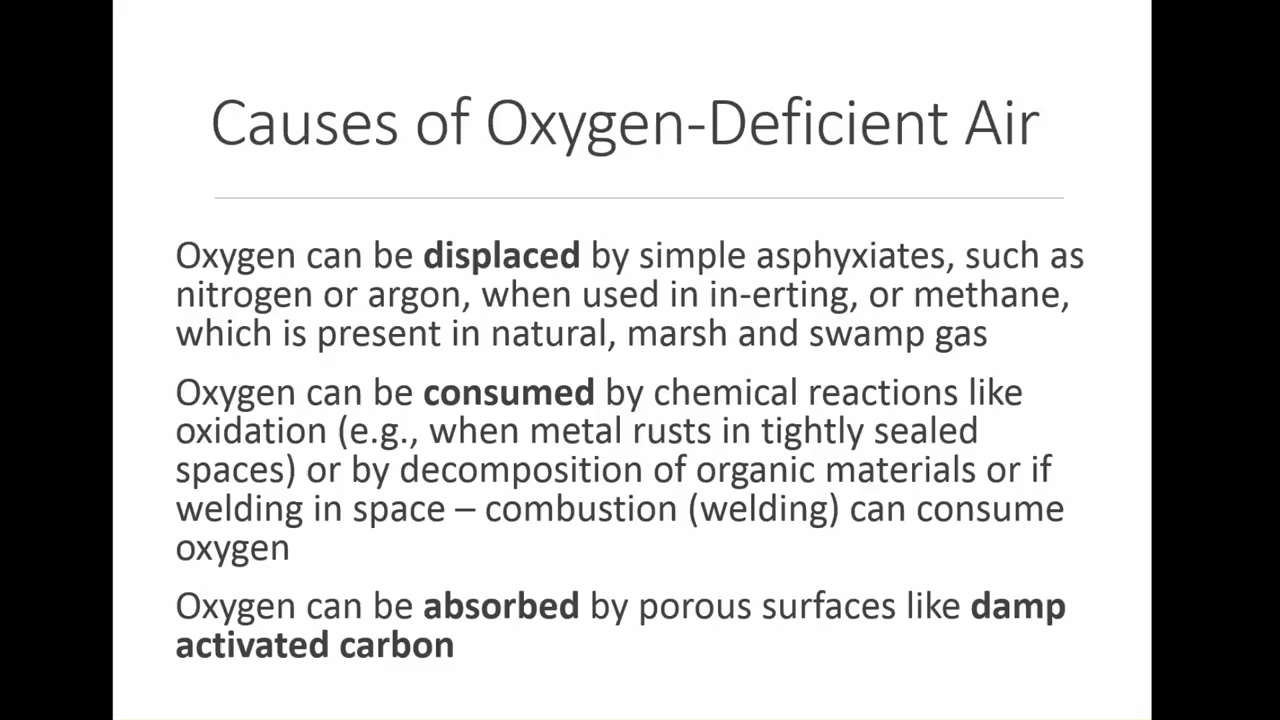 Causes of Oxygen-Deficient Air
Oxygen can be displaced by simple asphyxiates, such as
nitrogen or argon, when used in in-erting, or methane,
which is present in natural, marsh and swamp gas
Oxygen can be consumed by chemical reactions like
oxidation (e.g., when metal rusts in tightly sealed
spaces) or by decomposition of organic materials or if
welding in space – combustion (welding) can consume
oxygen
Oxygen can be absorbed by porous surfaces like damp
activated carbon